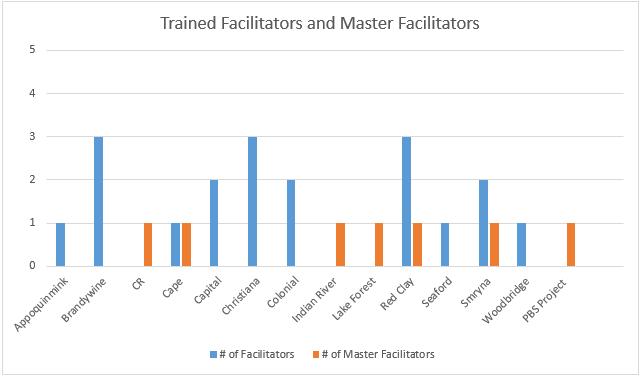 Trained Facilitators and Master Facilitators
5
4
3
2
1
0
Appoquinmink
Brandywine
CR
Cape
Capital
Christiana
Colonial
Indian River
Lake Forest
Red Clay
Seaford
Smryna
Woodbridge
PBS Project
# of Facilitators
# of Master Facilitators